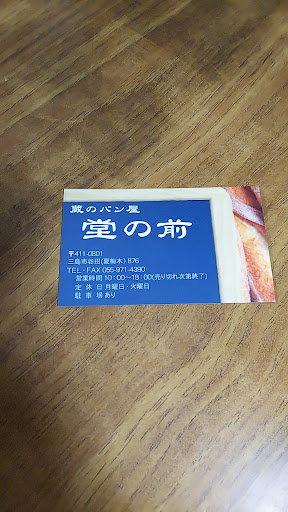 蔵のパン屋
堂の前
〒411-0801
三島市谷田(夏梅木)876
TEL・FAX 055-971-4390
営業時間 10:00〜18:00(売り切れ次第終了)
定休日 月曜日・火曜日
駐車場 あり